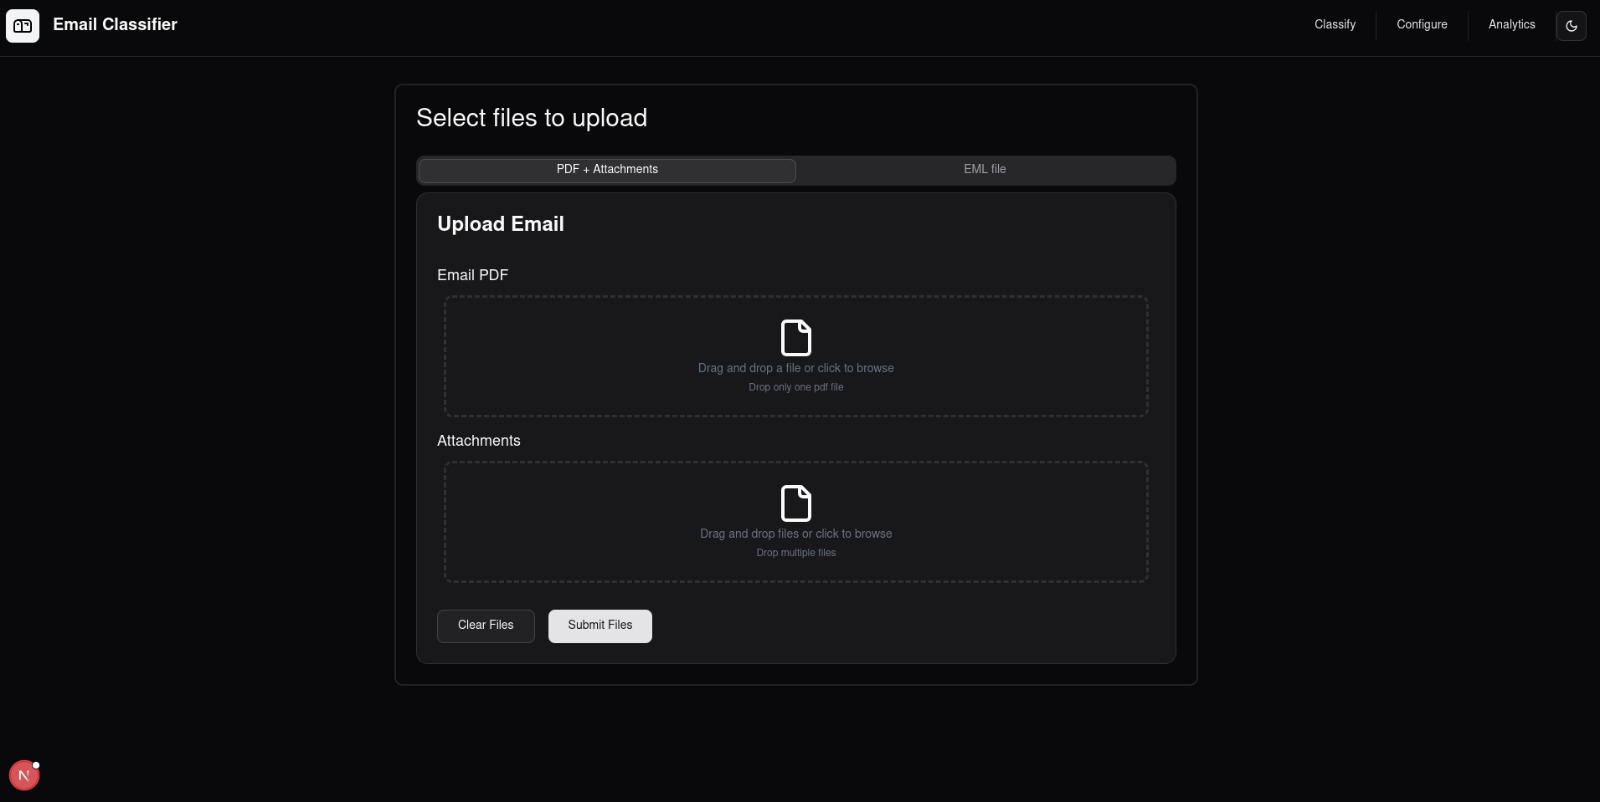 Email Classifier
Classify
Configure
Analytics
Select files to upload
PDF + Attachments
EML file
Upload Email
Email PDF
Drag and drop a file or click to browse
Drop only one pdf file
Attachments
Drag and drop files or click to browse
Drop multiple files
Clear Files
Submit Files
N